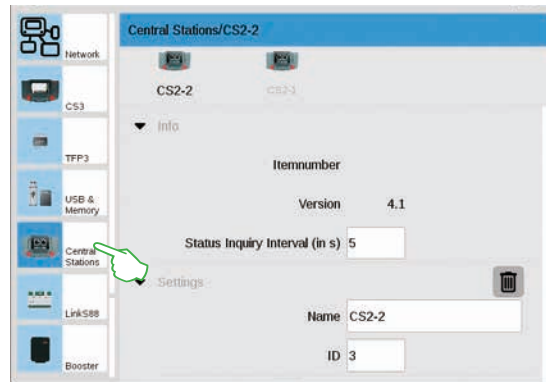 Central Stations/CS2-2
Network
CS3
TFP3
USB &
Memory
Central
Stations
LinkS88
Booster
CS2-2
CS2-1
Info
Itemnumber
Version 4.1
Status Inquiry Interval (in s) 5
Settings
Name CS2-2
ID 3